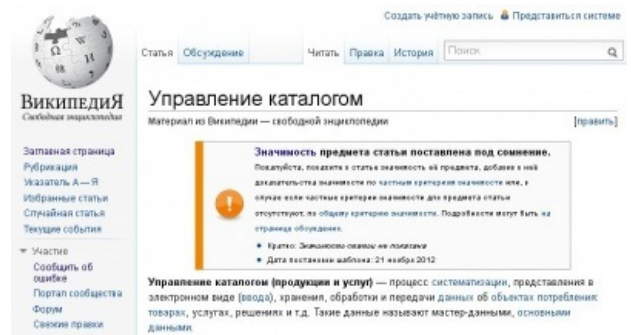 Создать учётную запись Представиться системе
Статья Обсуждение Читать Правка История Поиск
ВикипедиЯ
Свободная энциклопедия
Управление каталогом
Материал из Википедии — свободной энциклопедии [править]
Заглавная страница
Рубрикация
Указатель А — Я
Избранные статьи
Случайная статья
Текущие события
Участие
Сообщить об
ошибке
Портал сообщества
Форум
Свежие правки
Значимость предмета статьи поставлена под сомнение.
Пожалуйста, покажите в статье значимость её предмета, добавив в неё
доказательства значимости по частным критериям значимости или, в
случае если частные критерии значимости для предмета статьи
отсутствуют, по общему критерию значимости. Подробности могут быть на
странице обсуждения.
Кратко: Значимость статьи не показана
Дата постановки шаблона: 21 ноября 2012
Управление каталогом (продукции и услуг) — процесс систематизации, представления в
электронном виде (ввода), хранения, обработки и передачи данных об объектах потребления:
товарах, услугах, решениях и т.д. Такие данные называют мастер-данными, основными
данными.